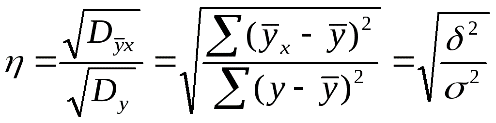 η = √D_ȳx / √D_y = √(∑(ȳ_x - ȳ)² / ∑(y - ȳ)²) = √(δ² / σ²)